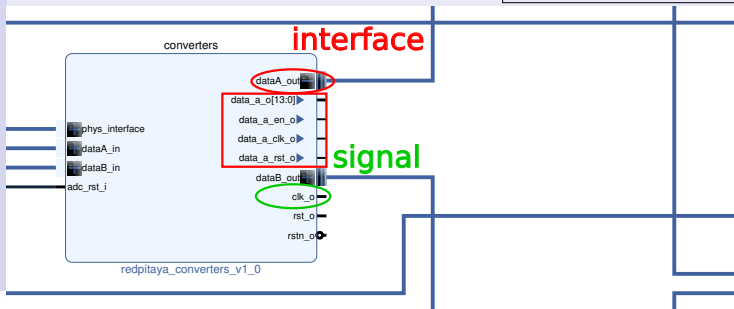 interface
converters
dataA_out
data_a_o[13:0]
data_a_en_o
phys_interface
data_a_clk_o
dataA_in
data_a_rst_o
signal
dataB_in
dataB_out
adc_rst_i
clk_o
rst_o
rstn_o
redpitaya_converters_v1_0